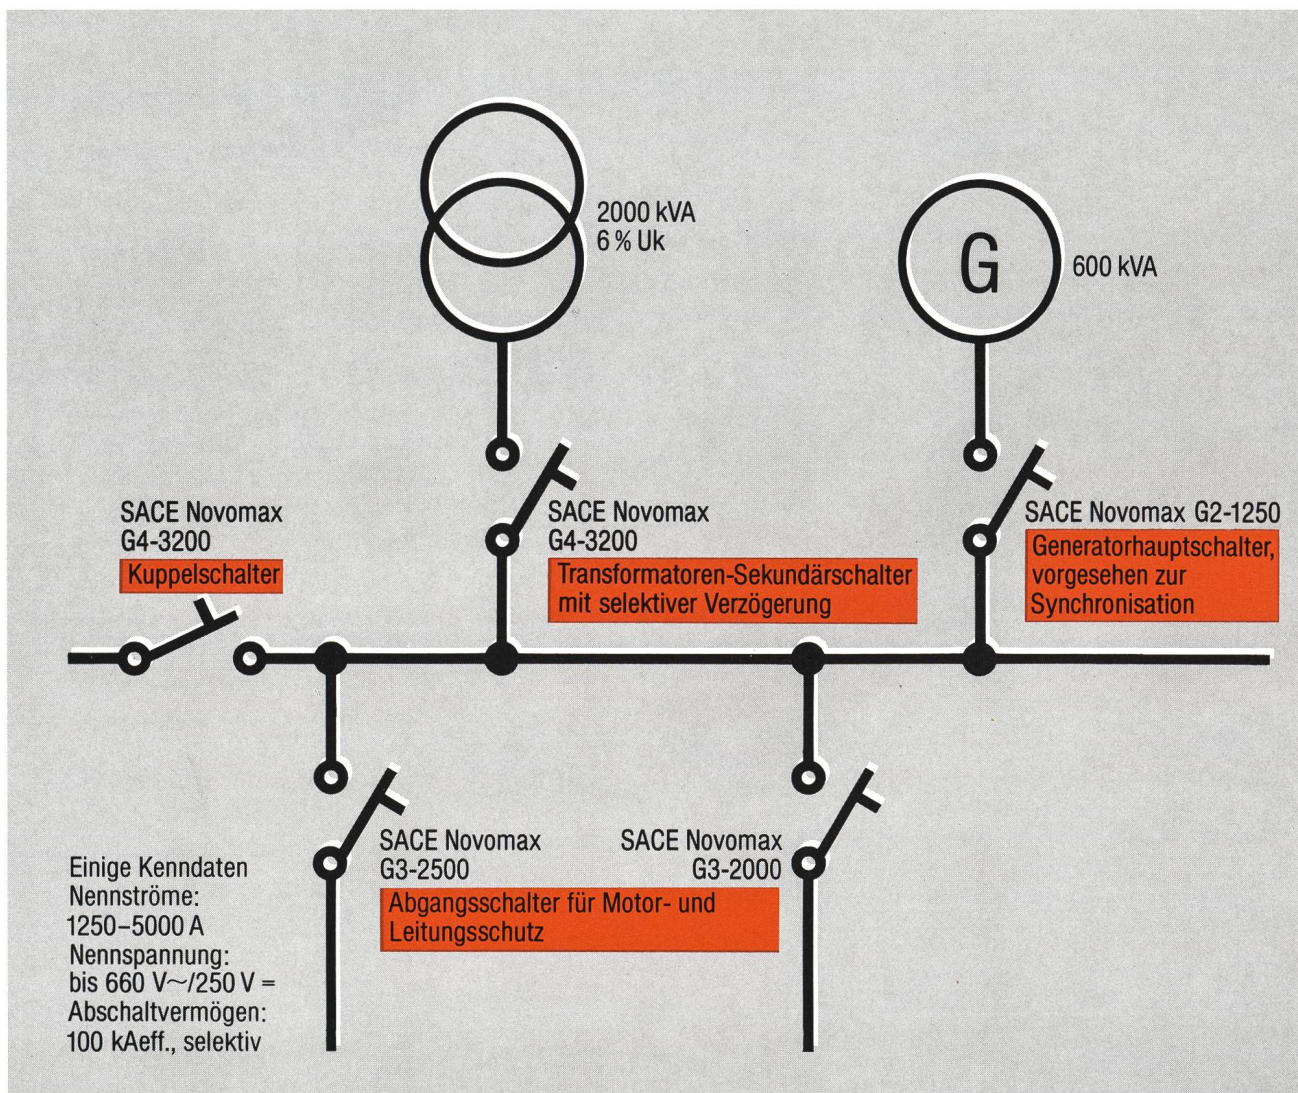 2000 kVA
6 % Uk
G
600 kVA
SACE Novomax
G4-3200
Kuppelschalter
SACE Novomax
G4-3200
Transformatoren-Sekundärschalter
mit selektiver Verzögerung
SACE Novomax G2-1250
Generatorhauptschalter,
vorgesehen zur
Synchronisation
SACE Novomax
G3-2500
Abgangsschalter für Motor- und
Leitungsschutz
SACE Novomax
G3-2000
Einige Kenndaten
Nennströme:
1250–5000 A
Nennspannung:
bis 660 V~/250 V =
Abschaltvermögen:
100 kAeff., selektiv